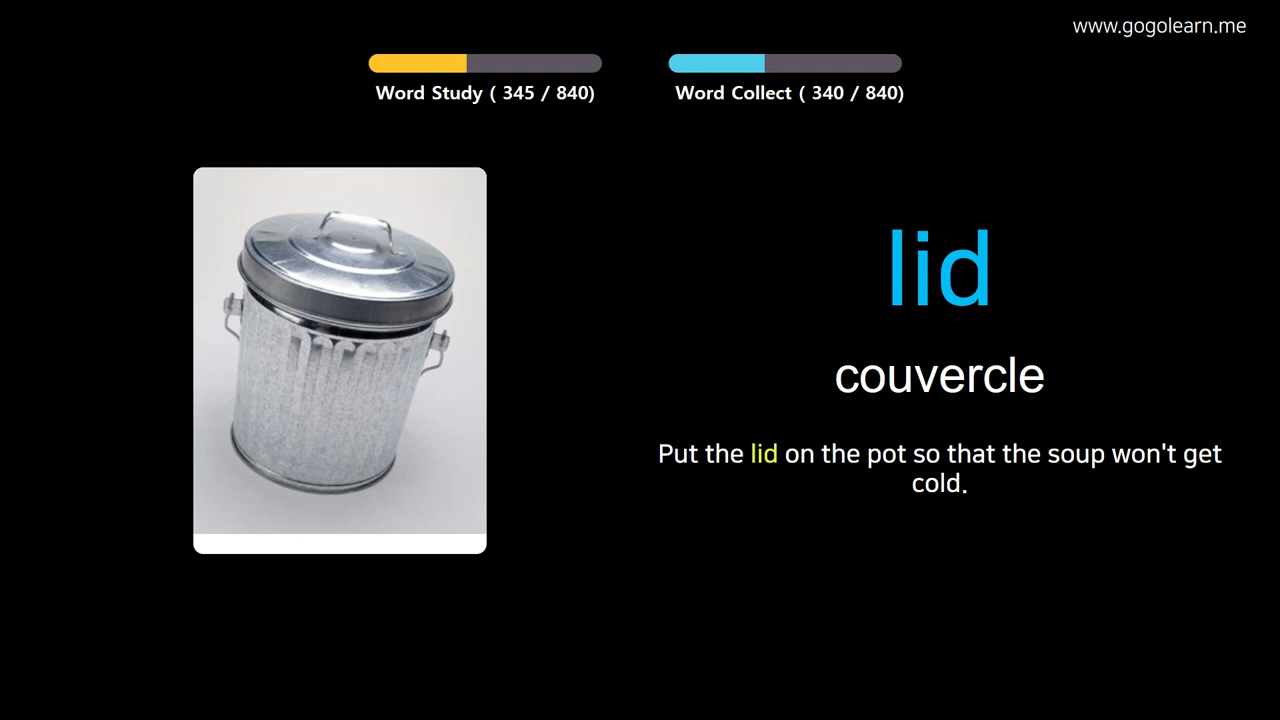 www.gogolearn.me
Word Study ( 345 / 840)
Word Collect ( 340 / 840)
lid
couvercle
Put the lid on the pot so that the soup won't get
cold.